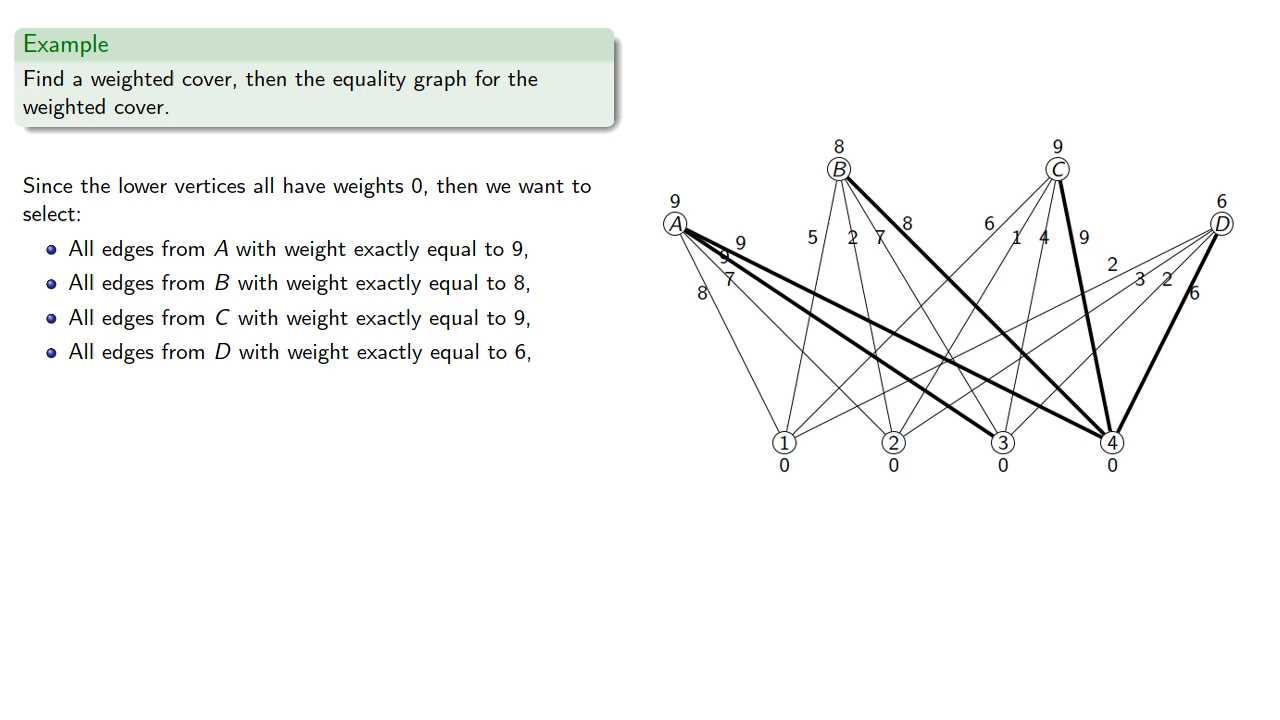 Example
Find a weighted cover, then the equality graph for the
weighted cover.
Since the lower vertices all have weights 0, then we want to
select:
All edges from A with weight exactly equal to 9,
All edges from B with weight exactly equal to 8,
All edges from C with weight exactly equal to 9,
All edges from D with weight exactly equal to 6,
8 9
B C
9 6
A D
9 5 2 7 8 6 1 4 9
9 7 8
2 3 2 6
1 2 3 4
0 0 0 0